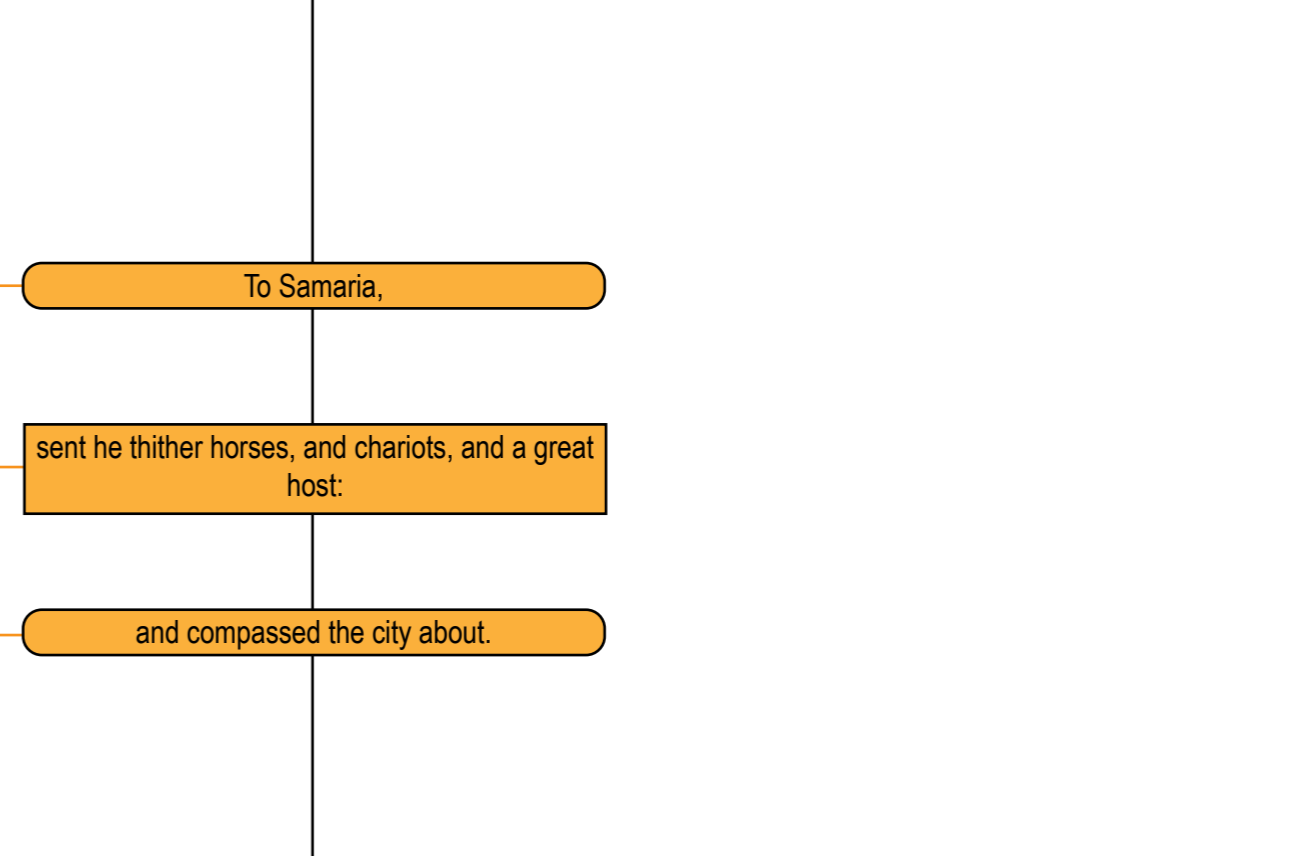 To Samaria,
sent he thither horses, and chariots, and a great
host:
and compassed the city about.